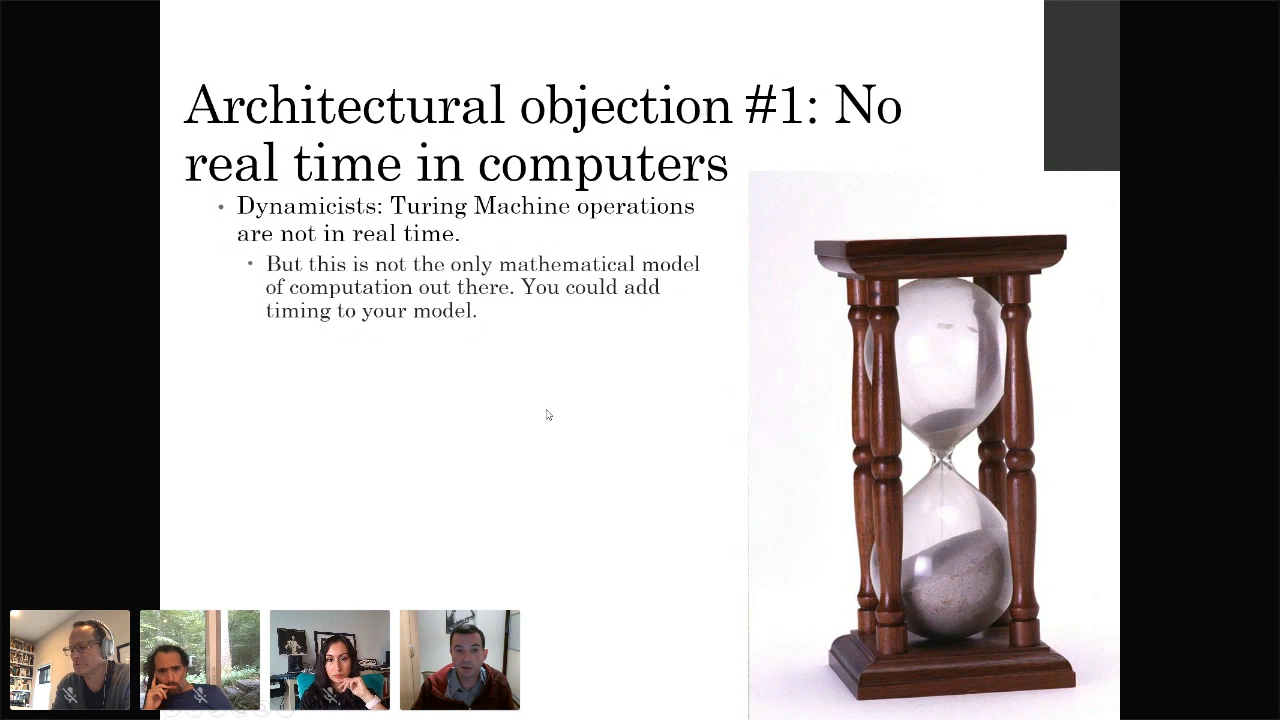 Architectural objection #1: No
real time in computers
• Dynamicists: Turing Machine operations
are not in real time.
• But this is not the only mathematical model
of computation out there. You could add
timing to your model.